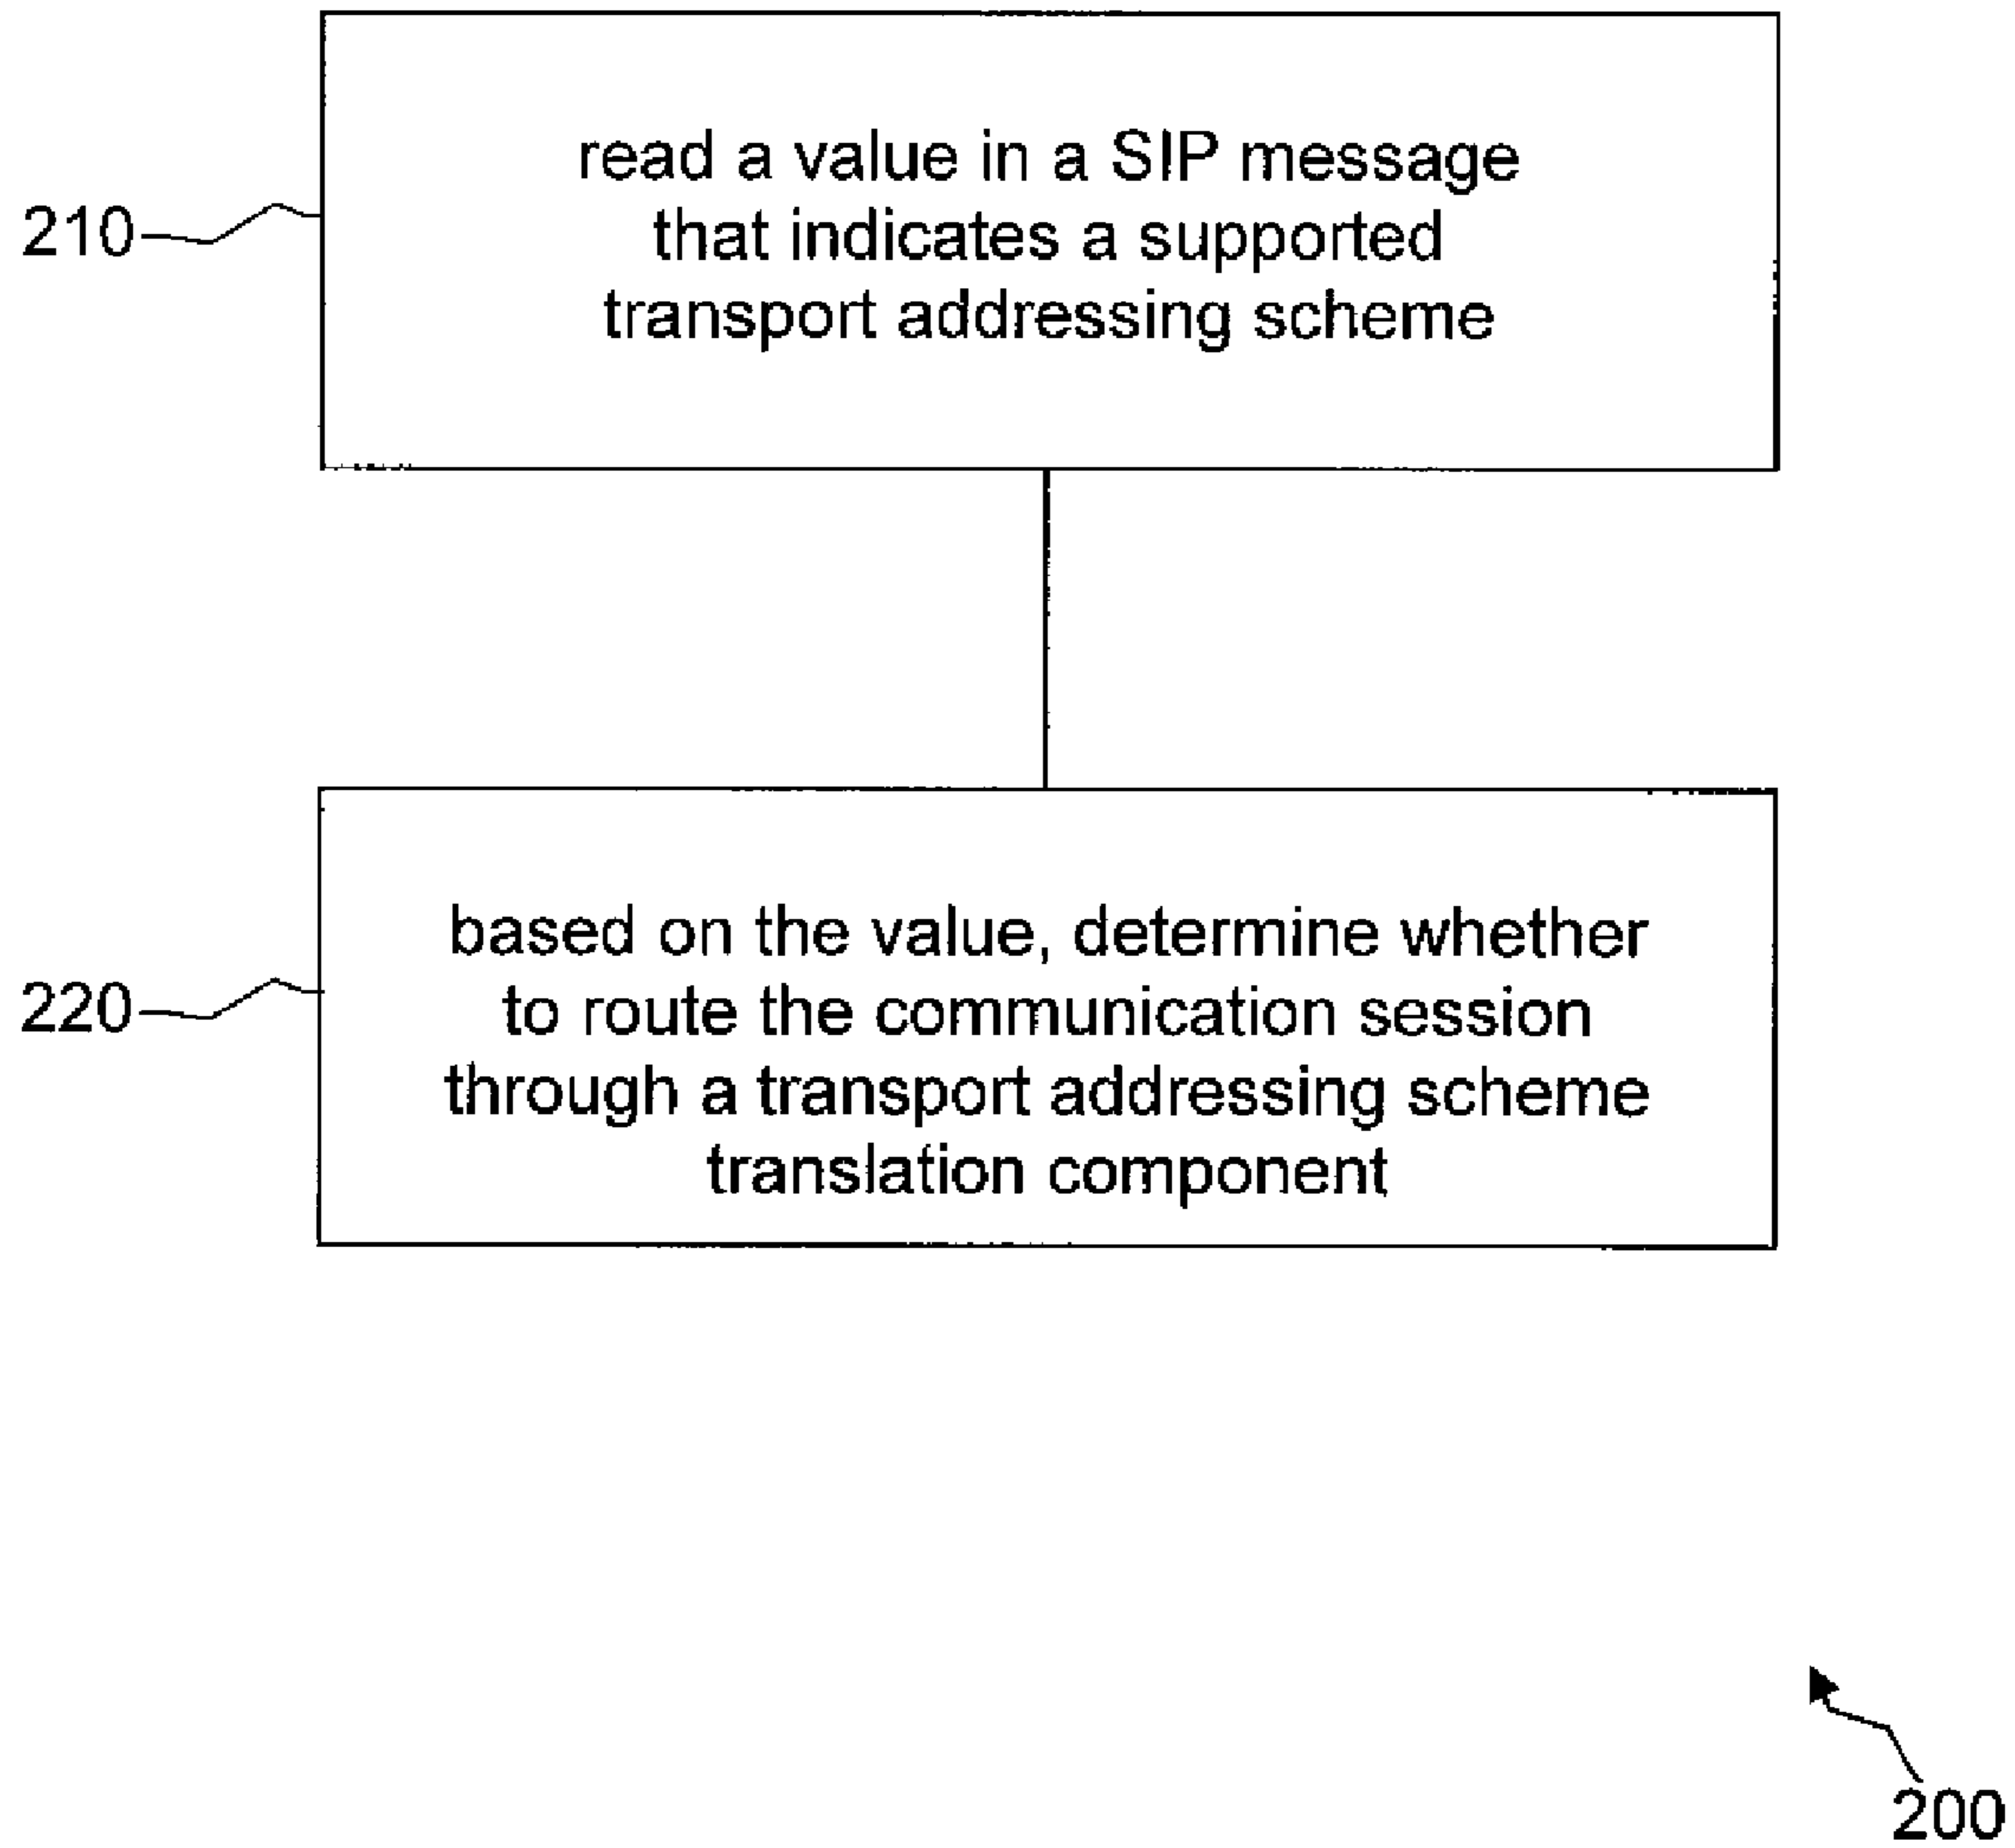 read a value in a SIP message
that indicates a supported
transport addressing scheme
210
based on the value, determine whether
to route the communication session
through a transport addressing scheme
translation component
220
200